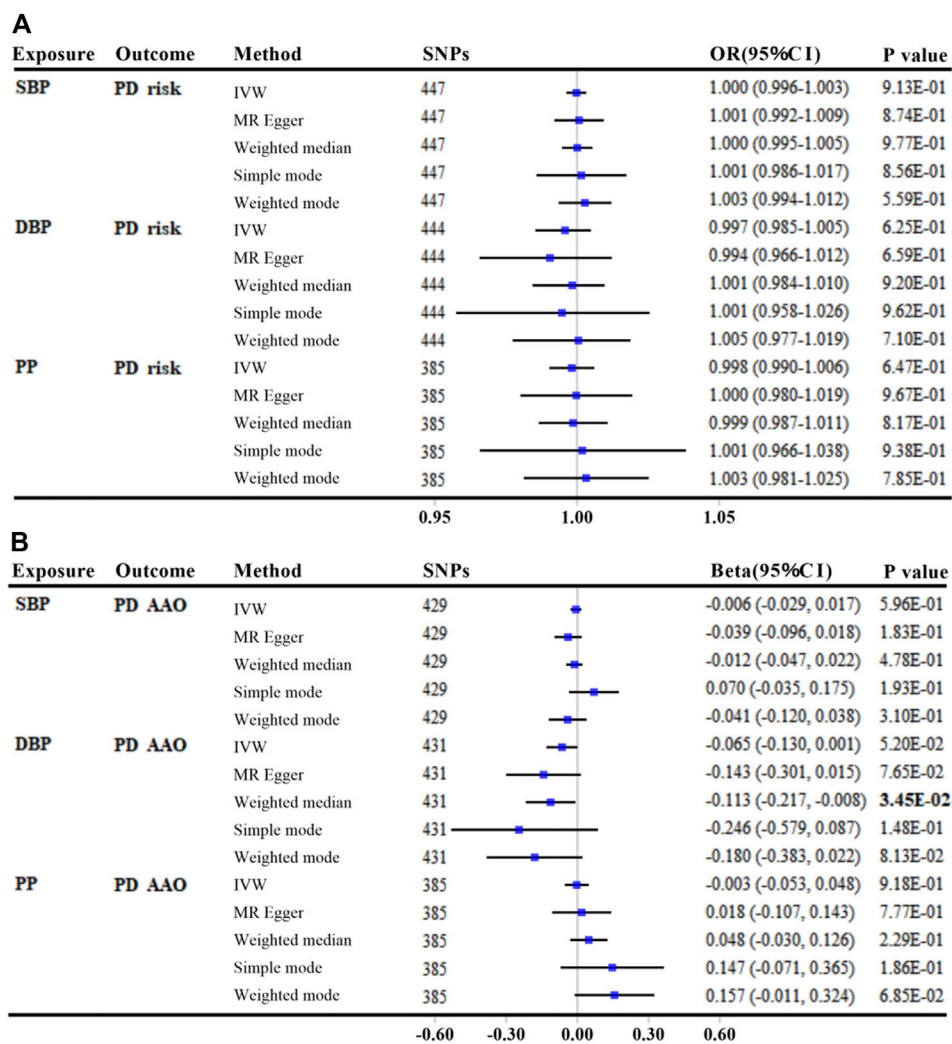 A
Exposure Outcome Method SNPs OR(95%CI) P value
SBP PD risk IVW 447 1.000 (0.996-1.003) 9.13E-01
MR Egger 447 1.001 (0.992-1.009) 8.74E-01
Weighted median 447 1.000 (0.995-1.005) 9.77E-01
Simple mode 447 1.001 (0.986-1.017) 8.56E-01
Weighted mode 447 1.003 (0.994-1.012) 5.59E-01
DBP PD risk IVW 444 0.997 (0.985-1.005) 6.25E-01
MR Egger 444 0.994 (0.966-1.012) 6.59E-01
Weighted median 444 1.001 (0.984-1.010) 9.20E-01
Simple mode 444 1.001 (0.958-1.026) 9.62E-01
Weighted mode 444 1.005 (0.977-1.019) 7.10E-01
PP PD risk IVW 385 0.998 (0.990-1.006) 6.47E-01
MR Egger 385 1.000 (0.980-1.019) 9.67E-01
Weighted median 385 0.999 (0.987-1.011) 8.17E-01
Simple mode 385 1.001 (0.966-1.038) 9.38E-01
Weighted mode 385 1.003 (0.981-1.025) 7.85E-01
0.95 1.00 1.05
B
Exposure Outcome Method SNPs Beta(95%CI) P value
SBP PD AAO IVW 429 -0.006 (-0.029, 0.017) 5.96E-01
MR Egger 429 -0.039 (-0.096, 0.018) 1.83E-01
Weighted median 429 -0.012 (-0.047, 0.022) 4.78E-01
Simple mode 429 0.070 (-0.035, 0.175) 1.93E-01
Weighted mode 429 -0.041 (-0.120, 0.038) 3.10E-01
DBP PD AAO IVW 431 -0.065 (-0.130, 0.001) 5.20E-02
MR Egger 431 -0.143 (-0.301, 0.015) 7.65E-02
Weighted median 431 -0.113 (-0.217, -0.008) 3.45E-02
Simple mode 431 -0.246 (-0.579, 0.087) 1.48E-01
Weighted mode 431 -0.180 (-0.383, 0.022) 8.13E-02
PP PD AAO IVW 385 -0.003 (-0.053, 0.048) 9.18E-01
MR Egger 385 0.018 (-0.107, 0.143) 7.77E-01
Weighted median 385 0.048 (-0.030, 0.126) 2.29E-01
Simple mode 385 0.147 (-0.071, 0.365) 1.86E-01
Weighted mode 385 0.157 (-0.011, 0.324) 6.85E-02
-0.60 -0.30 0.00 0.30 0.60